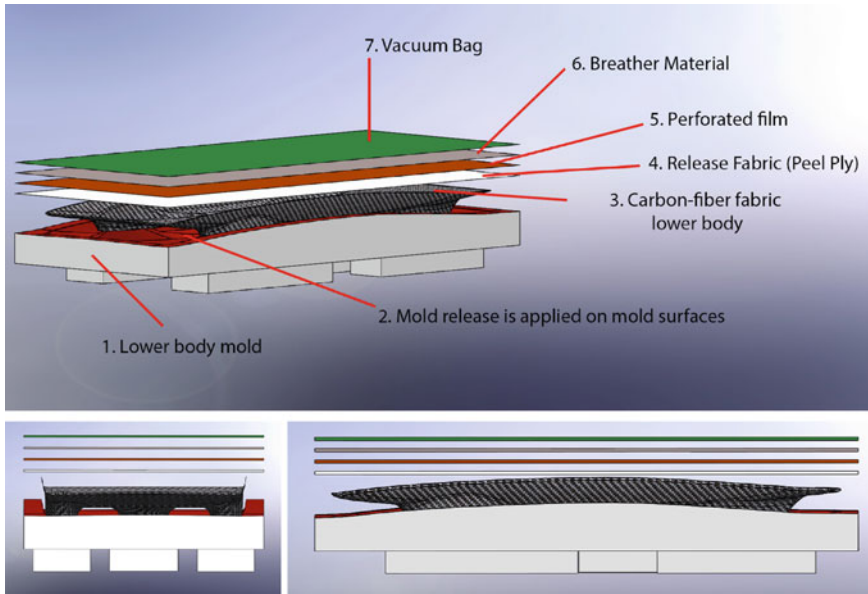 7. Vacuum Bag
6. Breather Material
5. Perforated film
4. Release Fabric (Peel Ply)
3. Carbon-fiber fabric
lower body
2. Mold release is applied on mold surfaces
1. Lower body mold